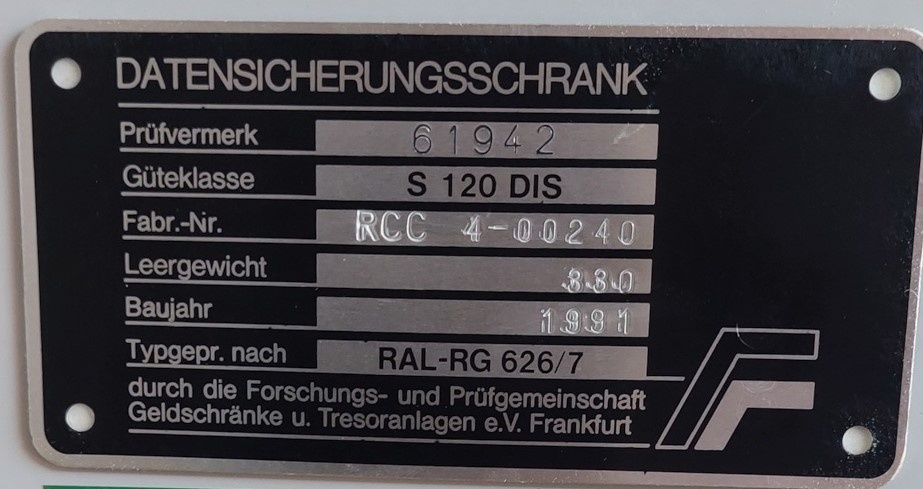 DATENSICHERUNGSSCHRANK
Prüfvermerk 61942
Güteklasse S 120 DIS
Fabr.-Nr. RCC 4-00240
Leergewicht 330
Baujahr 1991
Typgepr. nach RAL-RG 626/7
durch die Forschungs- und Prüfgemeinschaft
Geldschränke u. Tresoranlagen e.V. Frankfurt